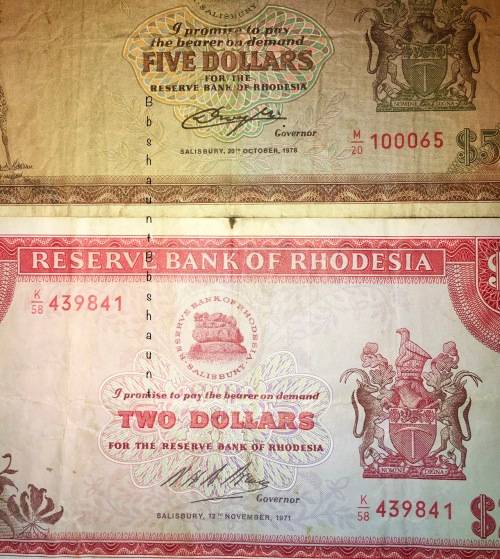 SALISBURY
I promise to pay
the bearer on demand
FIVE DOLLARS
FOR THE
RESERVE BANK OF RHODESIA
Governor
SALISBURY, 20TH OCTOBER, 1978
M/20 100065
$5
RESERVE BANK OF RHODESIA
K/58 439841
RESERVE BANK OF RHODESIA
SALISBURY
I promise to pay the bearer on demand
TWO DOLLARS
FOR THE RESERVE BANK OF RHODESIA
Governor
SALISBURY, 12TH NOVEMBER, 1971
K/58 439841
$
Bbshaunt
Bbshaunt